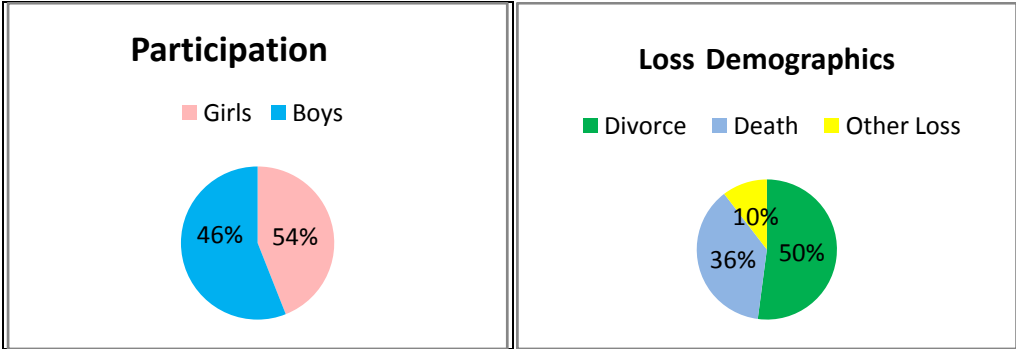 Participation
Girls Boys
46% 54%
Loss Demographics
Divorce Death Other Loss
10%
36% 50%